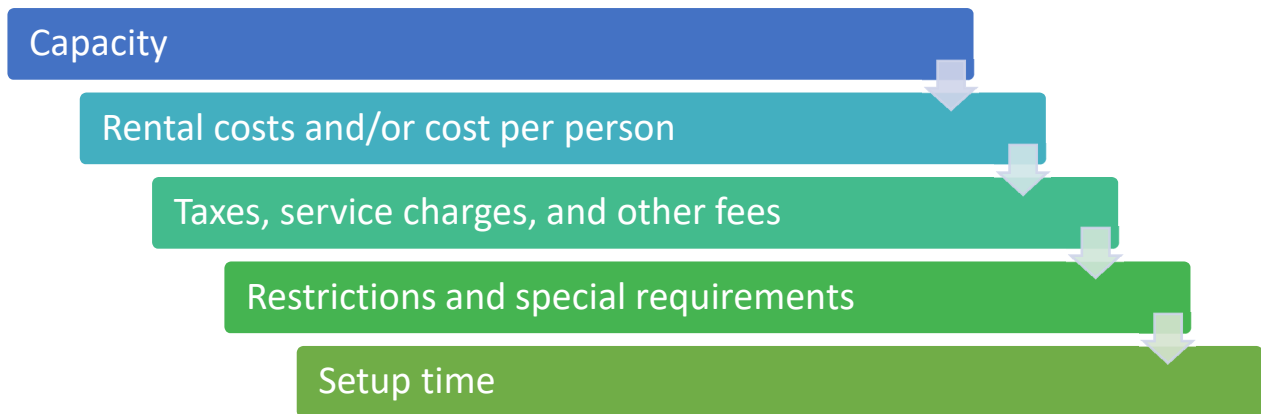 Capacity
Rental costs and/or cost per person
Taxes, service charges, and other fees
Restrictions and special requirements
Setup time